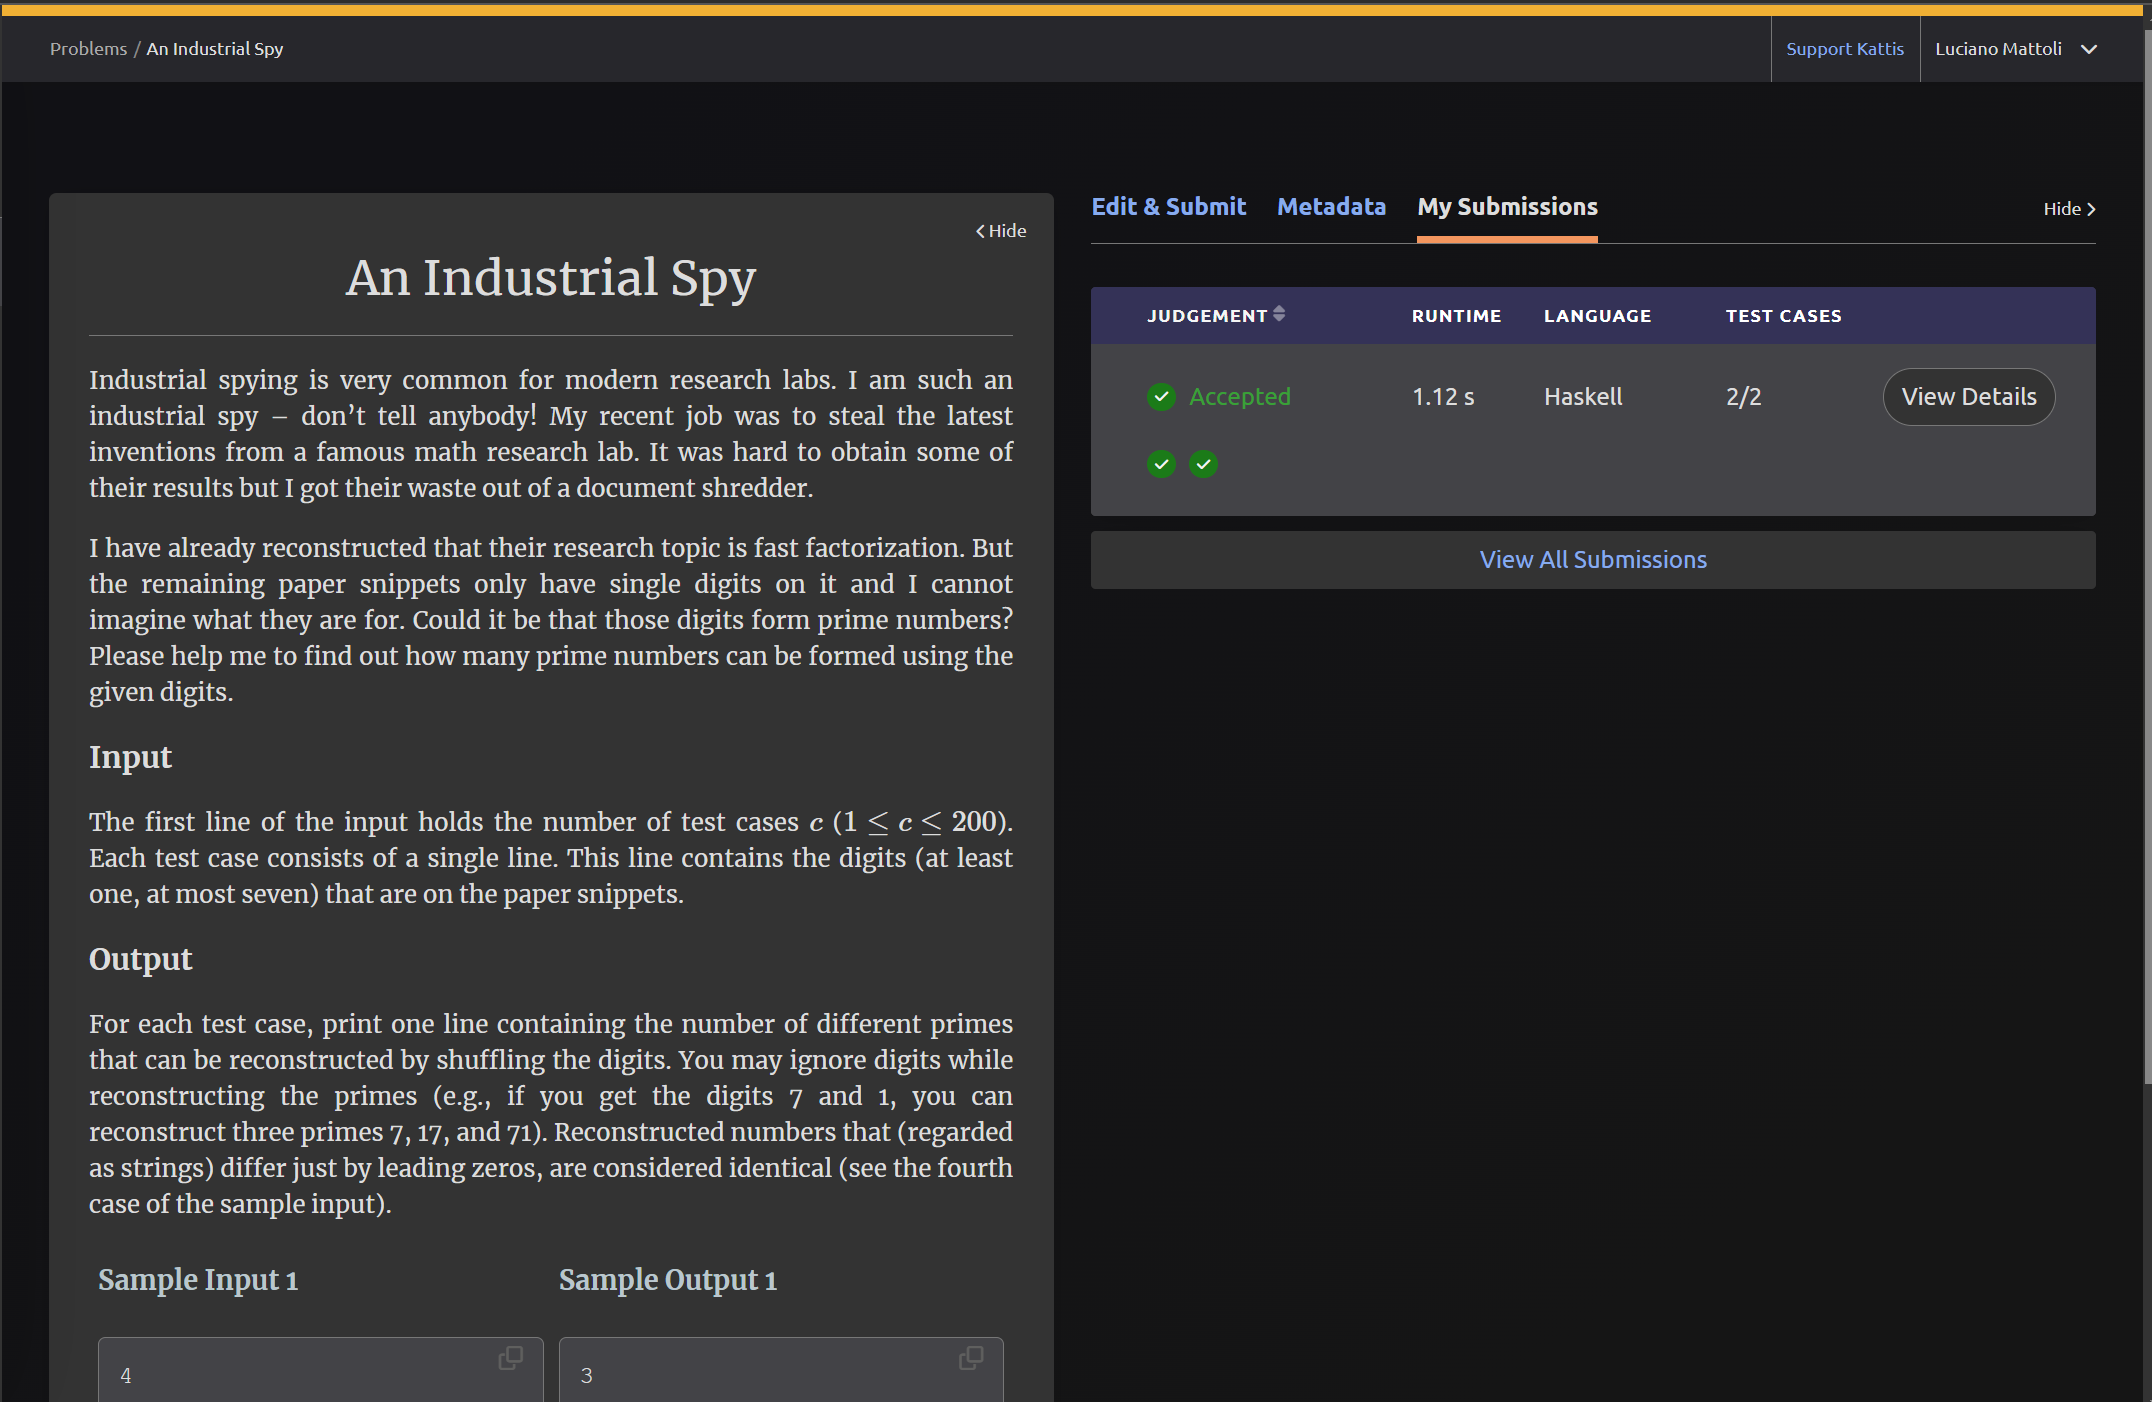 Problems / An Industrial Spy
Support Kattis
Luciano Mattoli
Hide
An Industrial Spy
Industrial spying is very common for modern research labs. I am such an
industrial spy – don’t tell anybody! My recent job was to steal the latest
inventions from a famous math research lab. It was hard to obtain some of
their results but I got their waste out of a document shredder.
I have already reconstructed that their research topic is fast factorization. But
the remaining paper snippets only have single digits on it and I cannot
imagine what they are for. Could it be that those digits form prime numbers?
Please help me to find out how many prime numbers can be formed using the
given digits.
Input
The first line of the input holds the number of test cases c (1 ≤ c ≤ 200).
Each test case consists of a single line. This line contains the digits (at least
one, at most seven) that are on the paper snippets.
Output
For each test case, print one line containing the number of different primes
that can be reconstructed by shuffling the digits. You may ignore digits while
reconstructing the primes (e.g., if you get the digits 7 and 1, you can
reconstruct three primes 7, 17, and 71). Reconstructed numbers that (regarded
as strings) differ just by leading zeros, are considered identical (see the fourth
case of the sample input).
Sample Input 1
Sample Output 1
4
3
Edit & Submit
Metadata
My Submissions
Hide
JUDGEMENT
RUNTIME
LANGUAGE
TEST CASES
Accepted
1.12 s
Haskell
2/2
View Details
View All Submissions